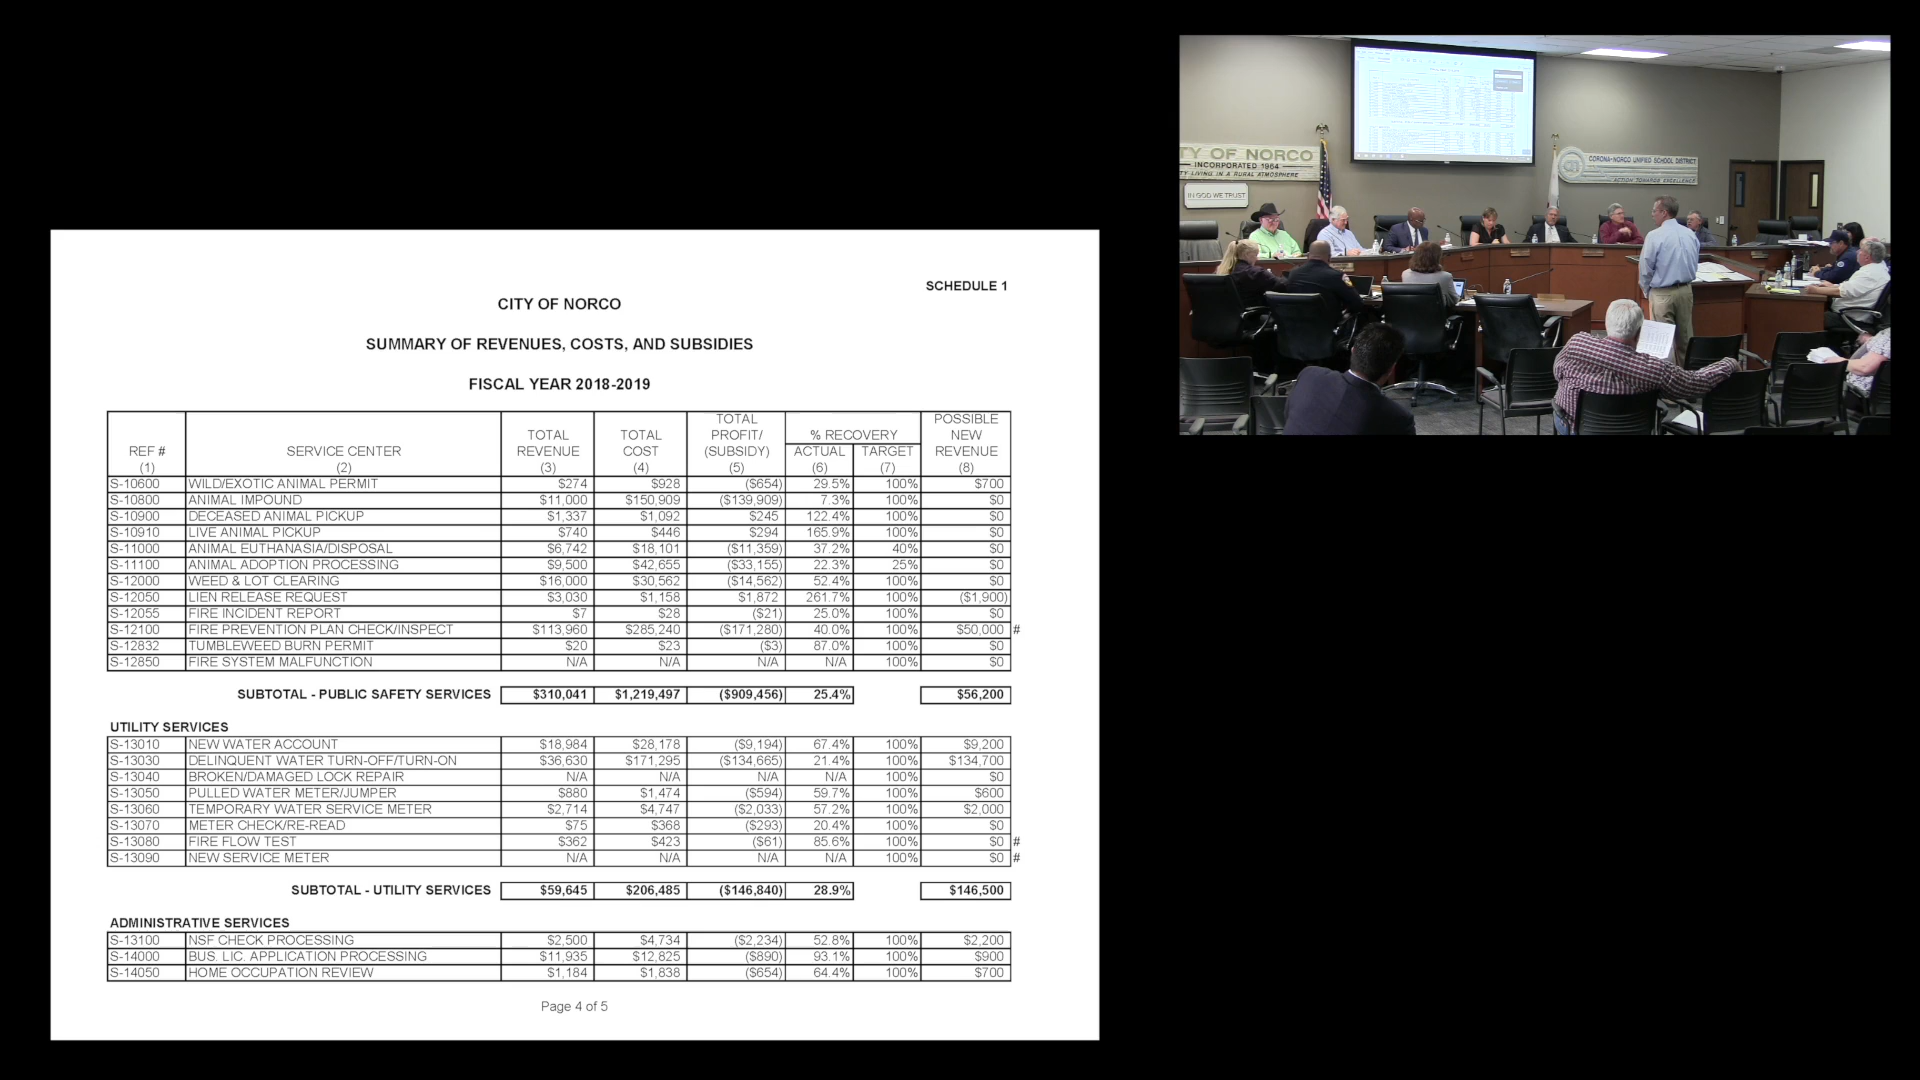 SCHEDULE 1
CITY OF NORCO
SUMMARY OF REVENUES, COSTS, AND SUBSIDIES
FISCAL YEAR 2018-2019
REF # (1) SERVICE CENTER (2) TOTAL REVENUE (3) TOTAL COST (4) TOTAL PROFIT/ (SUBSIDY) (5) % RECOVERY ACTUAL (6) TARGET (7) POSSIBLE NEW REVENUE (8)
S-10600 WILD/EXOTIC ANIMAL PERMIT $274 $928 ($654) 29.5% 100% $700
S-10800 ANIMAL IMPOUND $11,000 $150,909 ($139,909) 7.3% 100% $0
S-10900 DECEASED ANIMAL PICKUP $1,337 $1,092 $245 122.4% 100% $0
S-10910 LIVE ANIMAL PICKUP $740 $446 $294 165.9% 100% $0
S-11000 ANIMAL EUTHANASIA/DISPOSAL $6,742 $18,101 ($11,359) 37.2% 40% $0
S-11100 ANIMAL ADOPTION PROCESSING $9,500 $42,655 ($33,155) 22.3% 25% $0
S-12000 WEED & LOT CLEARING $16,000 $30,562 ($14,562) 52.4% 100% $0
S-12050 LIEN RELEASE REQUEST $3,030 $1,158 $1,872 261.7% 100% ($1,900)
S-12055 FIRE INCIDENT REPORT $7 $28 ($21) 25.0% 100% $0
S-12100 FIRE PREVENTION PLAN CHECK/INSPECT $113,960 $285,240 ($171,280) 40.0% 100% $50,000 #
S-12832 TUMBLEWEED BURN PERMIT $20 $23 ($3) 87.0% 100% $0
S-12850 FIRE SYSTEM MALFUNCTION N/A N/A N/A N/A 100% $0
SUBTOTAL - PUBLIC SAFETY SERVICES $310,041 $1,219,497 ($909,456) 25.4% $56,200
UTILITY SERVICES
S-13010 NEW WATER ACCOUNT $18,984 $28,178 ($9,194) 67.4% 100% $9,200
S-13030 DELINQUENT WATER TURN-OFF/TURN-ON $36,630 $171,295 ($134,665) 21.4% 100% $134,700
S-13040 BROKEN/DAMAGED LOCK REPAIR N/A N/A N/A N/A 100% $0
S-13050 PULLED WATER METER/JUMPER $880 $1,474 ($594) 59.7% 100% $600
S-13060 TEMPORARY WATER SERVICE METER $2,714 $4,747 ($2,033) 57.2% 100% $2,000
S-13070 METER CHECK/RE-READ $75 $368 ($293) 20.4% 100% $0
S-13080 FIRE FLOW TEST $362 $423 ($61) 85.6% 100% $0 #
S-13090 NEW SERVICE METER N/A N/A N/A N/A 100% $0 #
SUBTOTAL - UTILITY SERVICES $59,645 $206,485 ($146,840) 28.9% $146,500
ADMINISTRATIVE SERVICES
S-13100 NSF CHECK PROCESSING $2,500 $4,734 ($2,234) 52.8% 100% $2,200
S-14000 BUS. LIC. APPLICATION PROCESSING $11,935 $12,825 ($890) 93.1% 100% $900
S-14050 HOME OCCUPATION REVIEW $1,184 $1,838 ($654) 64.4% 100% $700
Page 4 of 5
TY OF NORCO
INCORPORATED 1964
TY LIVING IN A RURAL ATMOSPHERE
IN GOD WE TRUST
CORONA-NORCO UNIFIED SCHOOL DISTRICT
ACTION TOWARDS EXCELLENCE